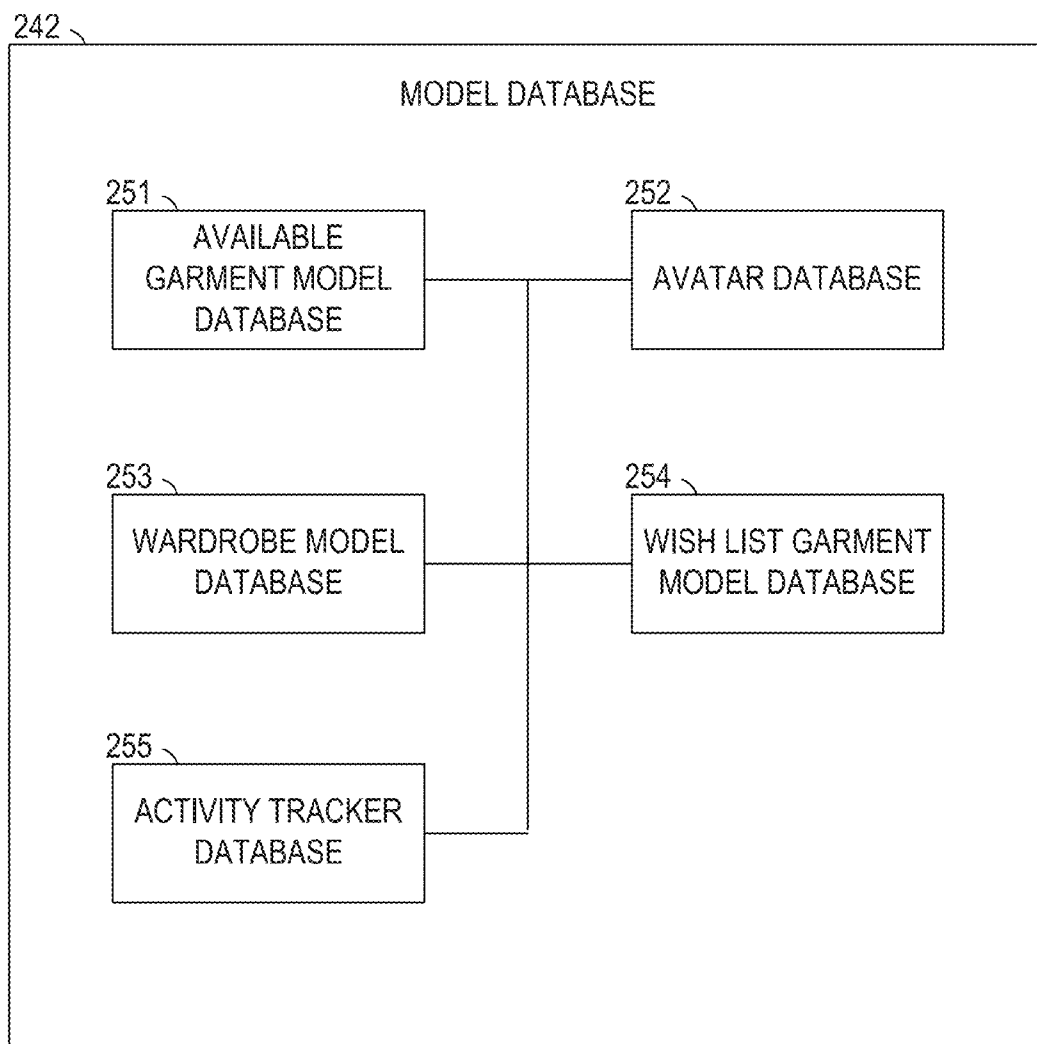 242
MODEL DATABASE
251
AVAILABLE
GARMENT MODEL
DATABASE
252
AVATAR DATABASE
253
WARDROBE MODEL
DATABASE
254
WISH LIST GARMENT
MODEL DATABASE
255
ACTIVITY TRACKER
DATABASE